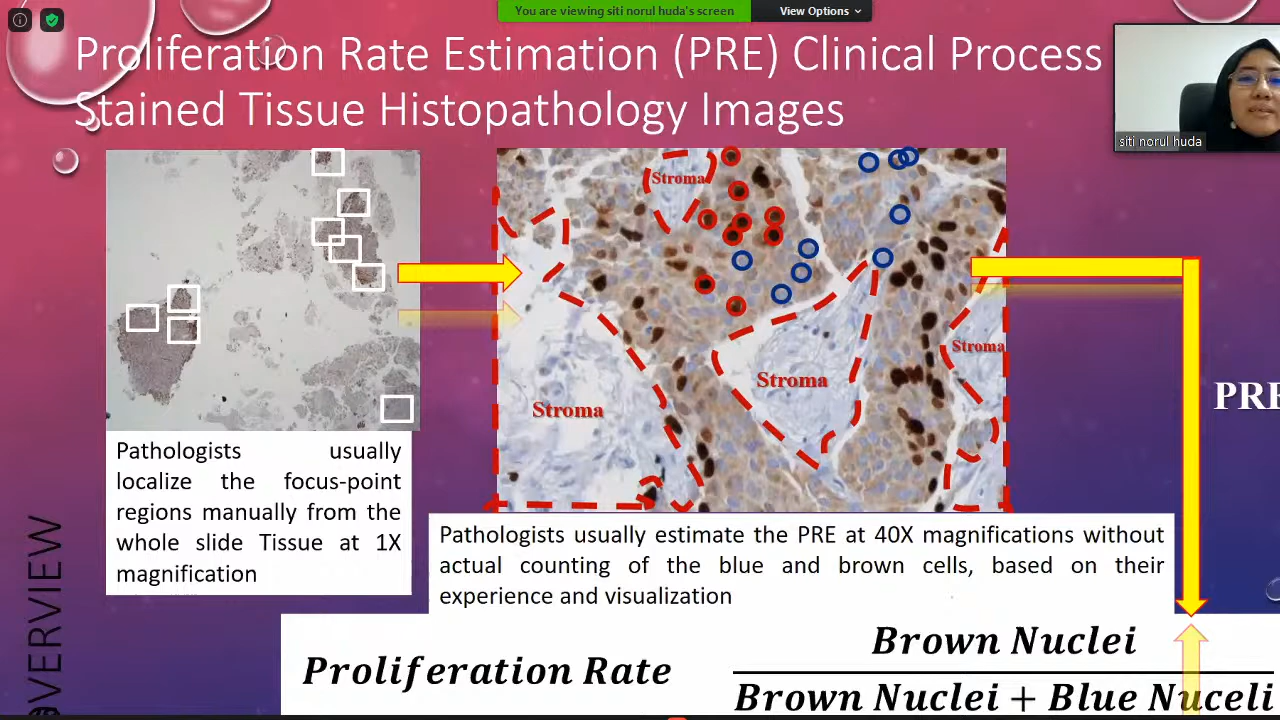 You are viewing siti norul huda's screen
View Options
Proliferation Rate Estimation (PRE) Clinical Process
Stained Tissue Histopathology Images
siti norul huda
Stroma
Stroma
Stroma
Stroma
PRE
Pathologists usually
localize the focus-point
regions manually from the
whole slide Tissue at 1X
magnification
Pathologists usually estimate the PRE at 40X magnifications without
actual counting of the blue and brown cells, based on their
experience and visualization
OVERVIEW
Brown Nuclei
Proliferation Rate
Brown Nuclei + Blue Nuceli